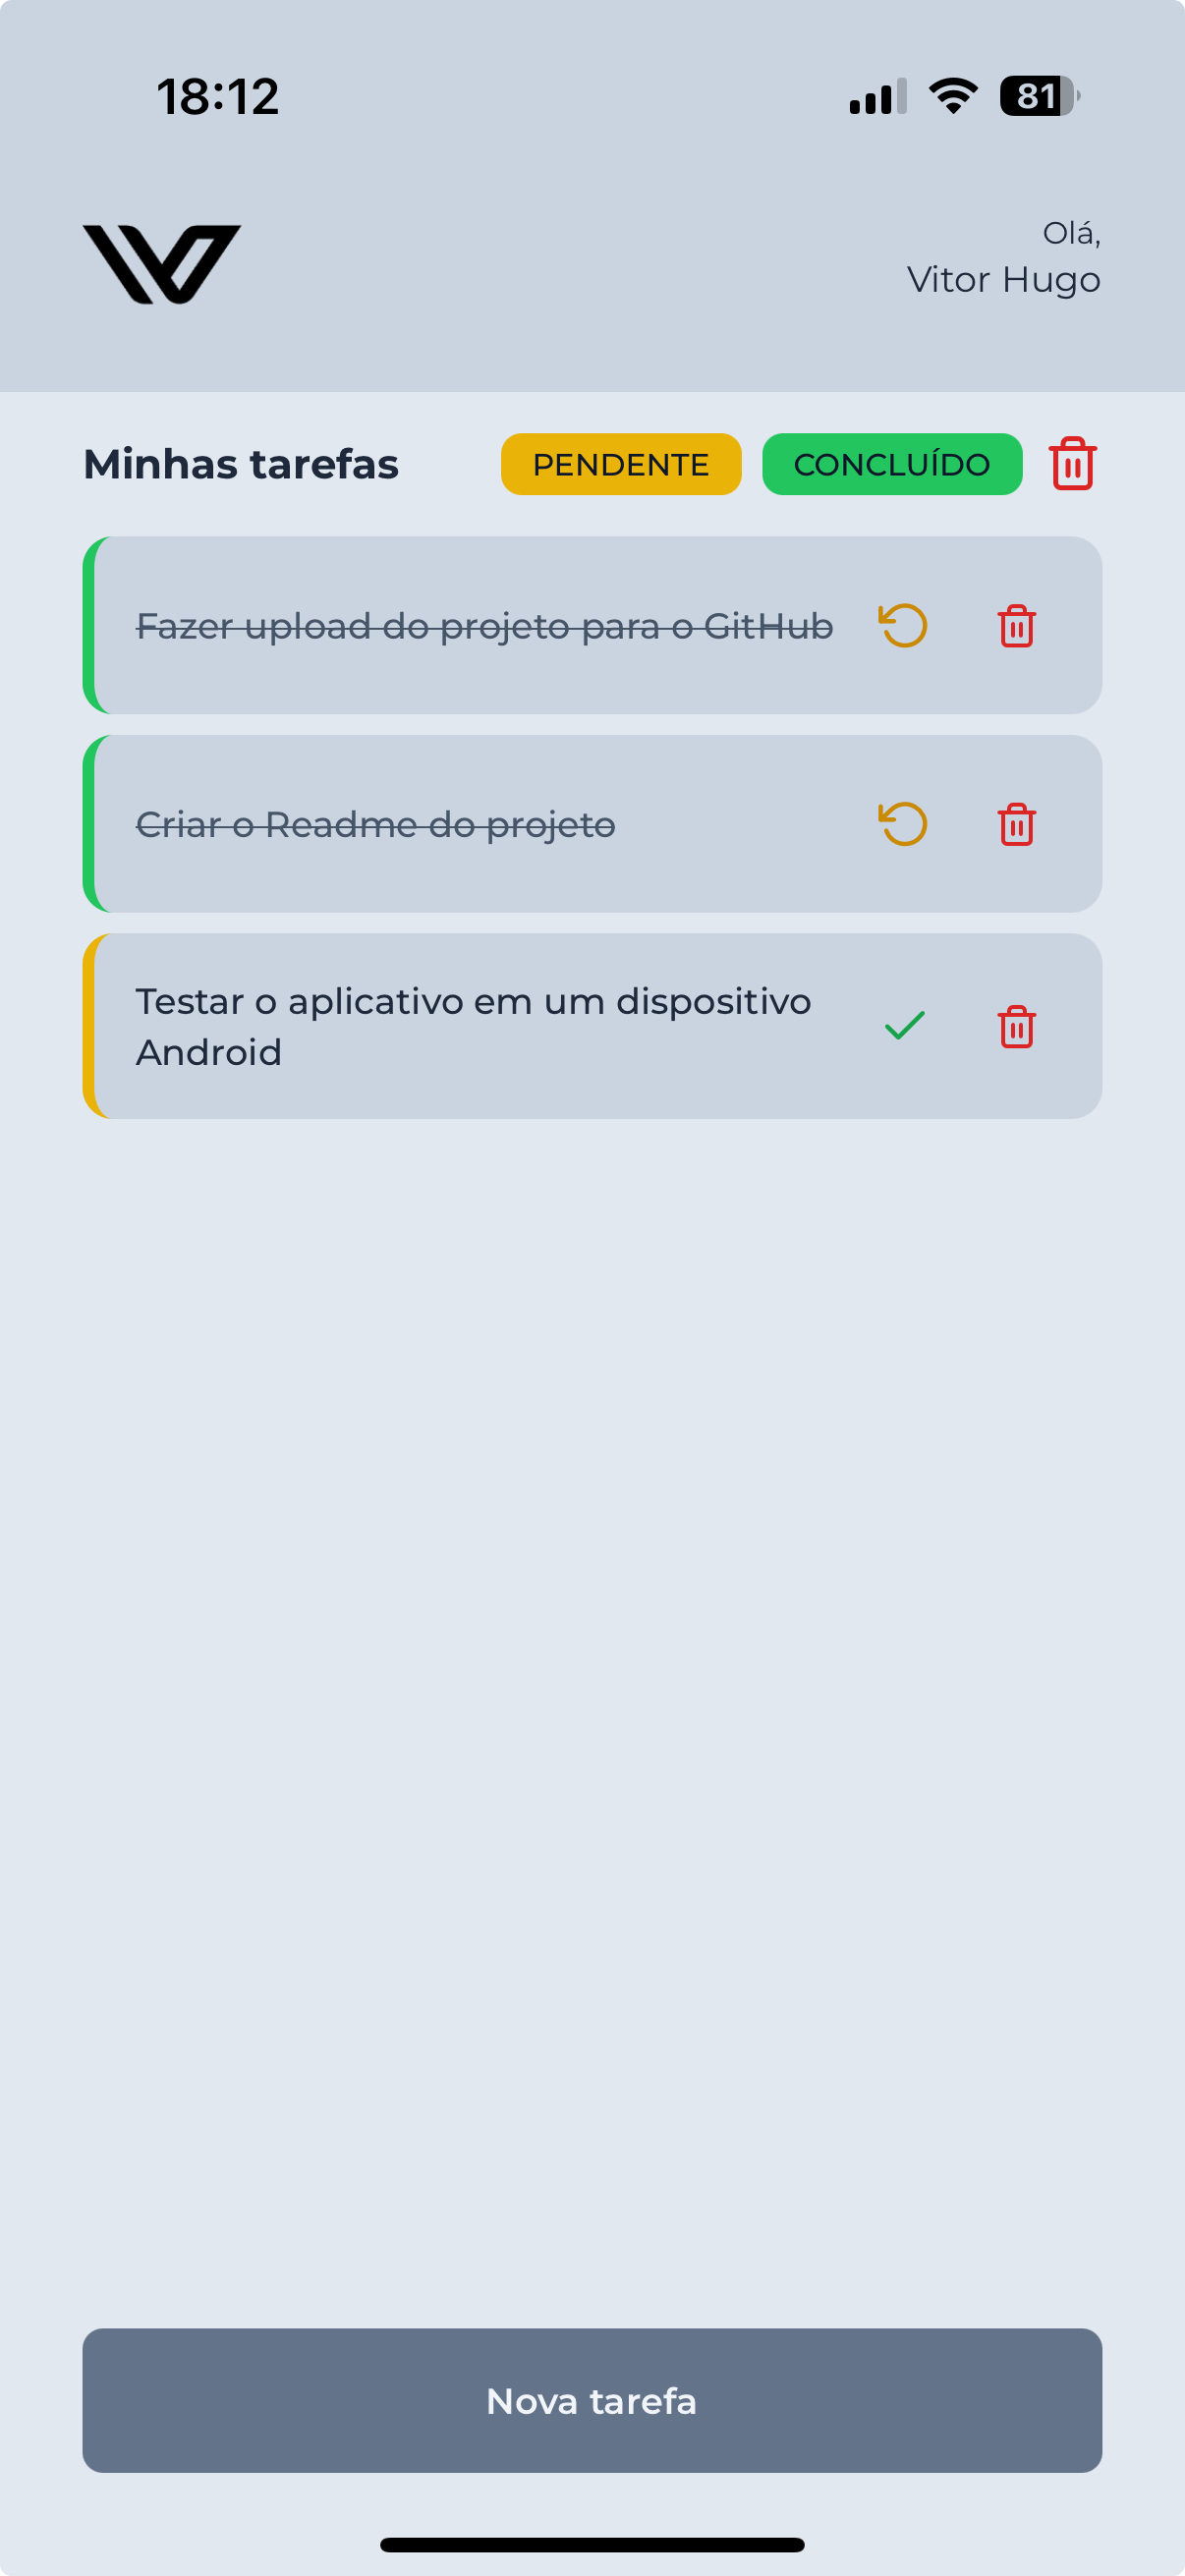 18:12
81
Olá,
Vitor Hugo
Minhas tarefas
PENDENTE
CONCLUÍDO
Fazer upload do projeto para o GitHub
Criar o Readme do projeto
Testar o aplicativo em um dispositivo
Android
Nova tarefa